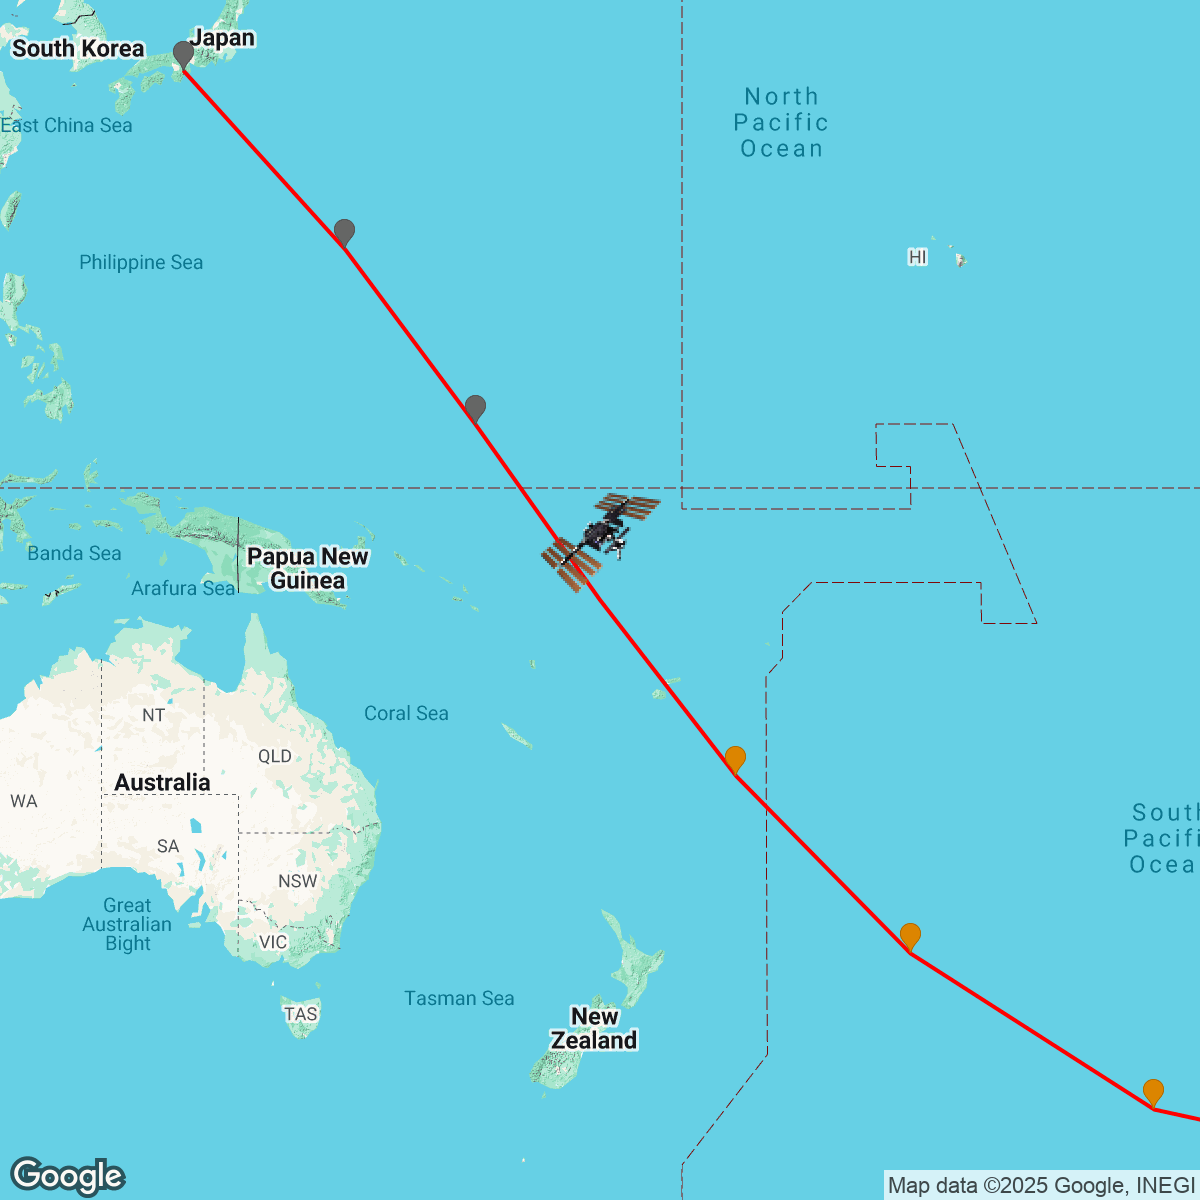 South Korea
Japan
North
Pacific
Ocean
East China Sea
Philippine Sea
HI
Banda Sea
Papua New
Guinea
Arafura Sea
NT
Coral Sea
QLD
Australia
WA
SA
South
Pacifi
Ocea
NSW
Great
Australian
Bight
VIC
TAS
Tasman Sea
New
Zealand
Google
Map data ©2025 Google, INEGI